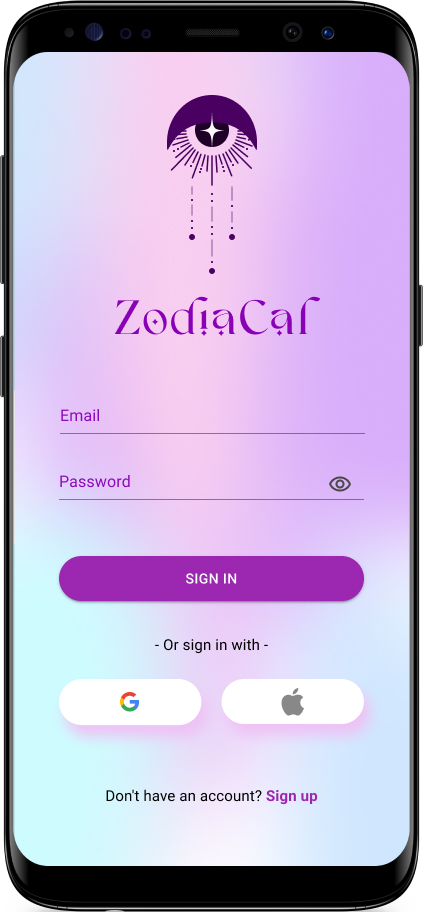 ZodiaCal
Email
Password
SIGN IN
- Or sign in with -
Don't have an account? Sign up